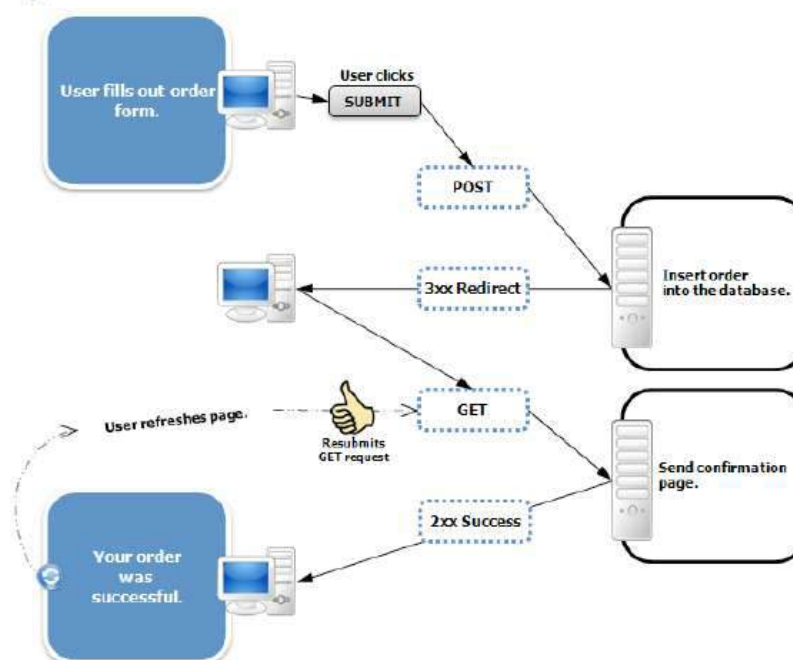 User fills out order
form.
User clicks
SUBMIT
POST
3xx Redirect
Insert order
into the database.
User refreshes page.
Resubmits
GET request
GET
Send confirmation
page.
2xx Success
Your order
was
successful.